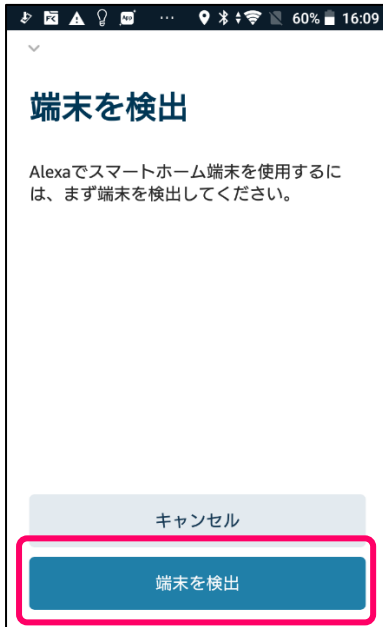 60% 16:09
端末を検出
Alexaでスマートホーム端末を使用するに
は、まず端末を検出してください。
キャンセル
端末を検出